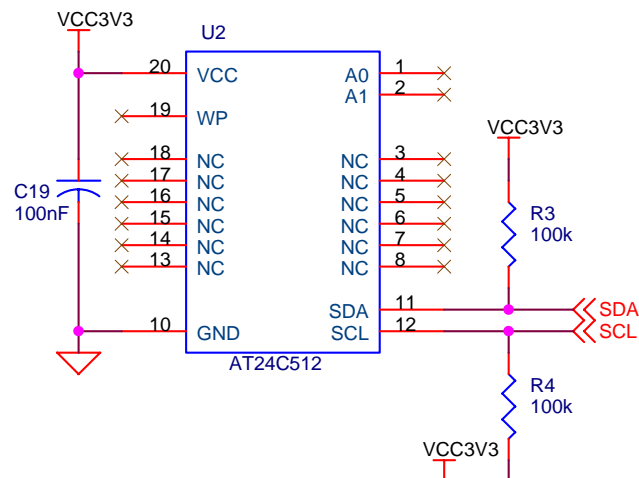 VCC3V3
U2
20 VCC A0 1
A1 2
19 WP
18 NC NC 3
17 NC NC 4
16 NC NC 5
15 NC NC 6
14 NC NC 7
13 NC NC 8
C19
100nF
VCC3V3
R3
100k
SDA 11 SDA
10 GND SCL 12 SCL
AT24C512
R4
100k
VCC3V3